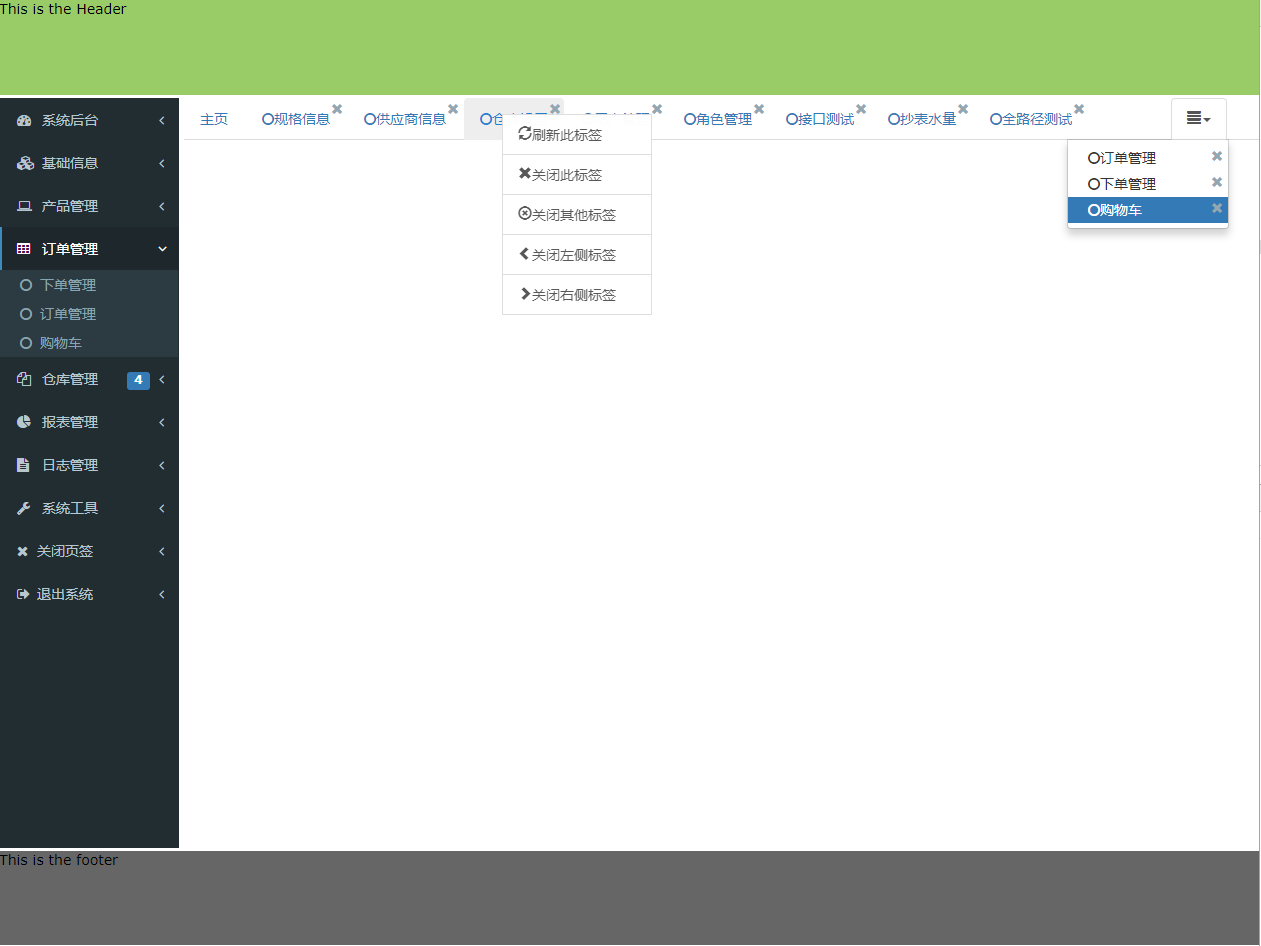 This is the Header
系统后台
基础信息
产品管理
订单管理
下单管理
订单管理
购物车
仓库管理 4
报表管理
日志管理
系统工具
关闭页签
退出系统
主页 规格信息 供应商信息 仓 角色管理 接口测试 抄表水量 全路径测试
刷新此标签
关闭此标签
关闭其他标签
关闭左侧标签
关闭右侧标签
订单管理
下单管理
购物车
This is the footer